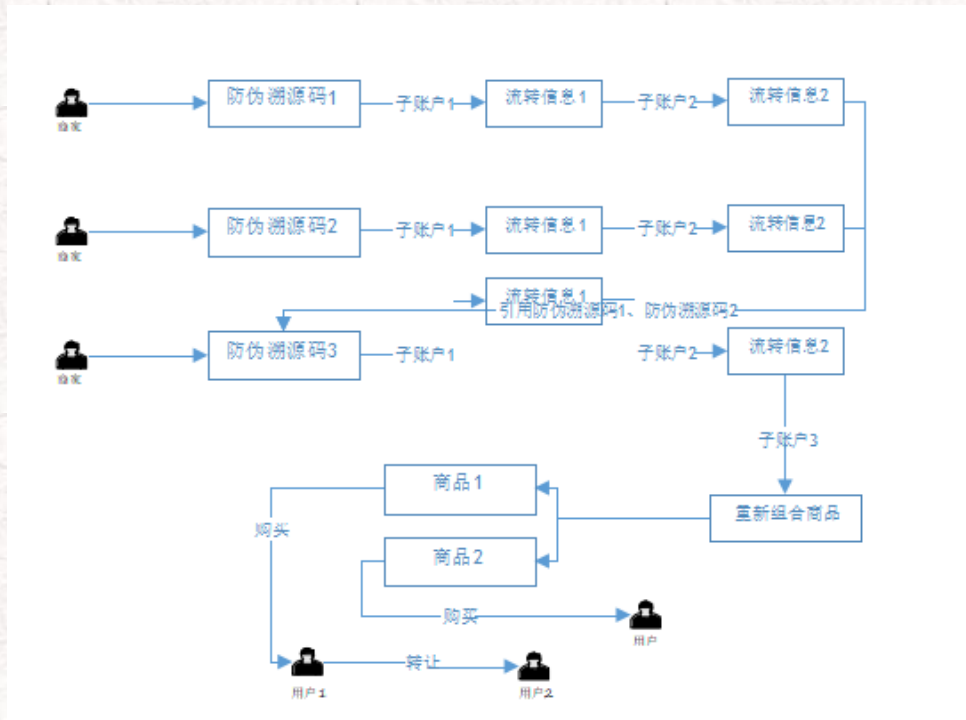 防伪溯源码1
子账户1
流转信息1
子账户2
流转信息2
商家
防伪溯源码2
子账户1
流转信息1
子账户2
流转信息2
商家
流转信息1
引用防伪溯源码1、防伪溯源码2
防伪溯源码3
子账户1
子账户2
流转信息2
商家
子账户3
商品1
重新组合商品
购买
商品2
购买
用户
转让
用户1
用户2